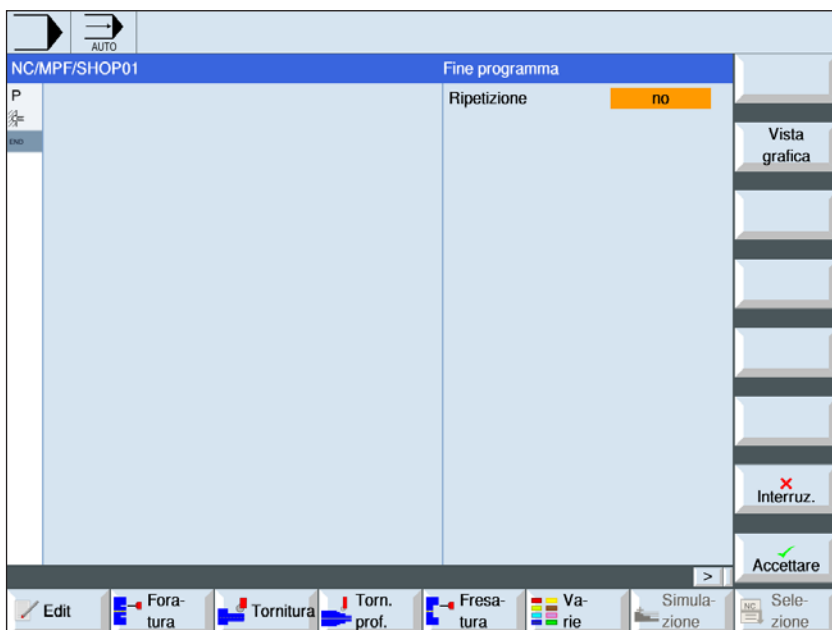 AUTO
NC/MPF/SHOP01
Fine programma
P
Ripetizione no
END
Vista
grafica
Interruz.
Accettare
>
Edit
Fora-
tura
Tornitura
Torn.
prof.
Fresa-
tura
Va-
rie
Simula-
zione
NC
Sele-
zione